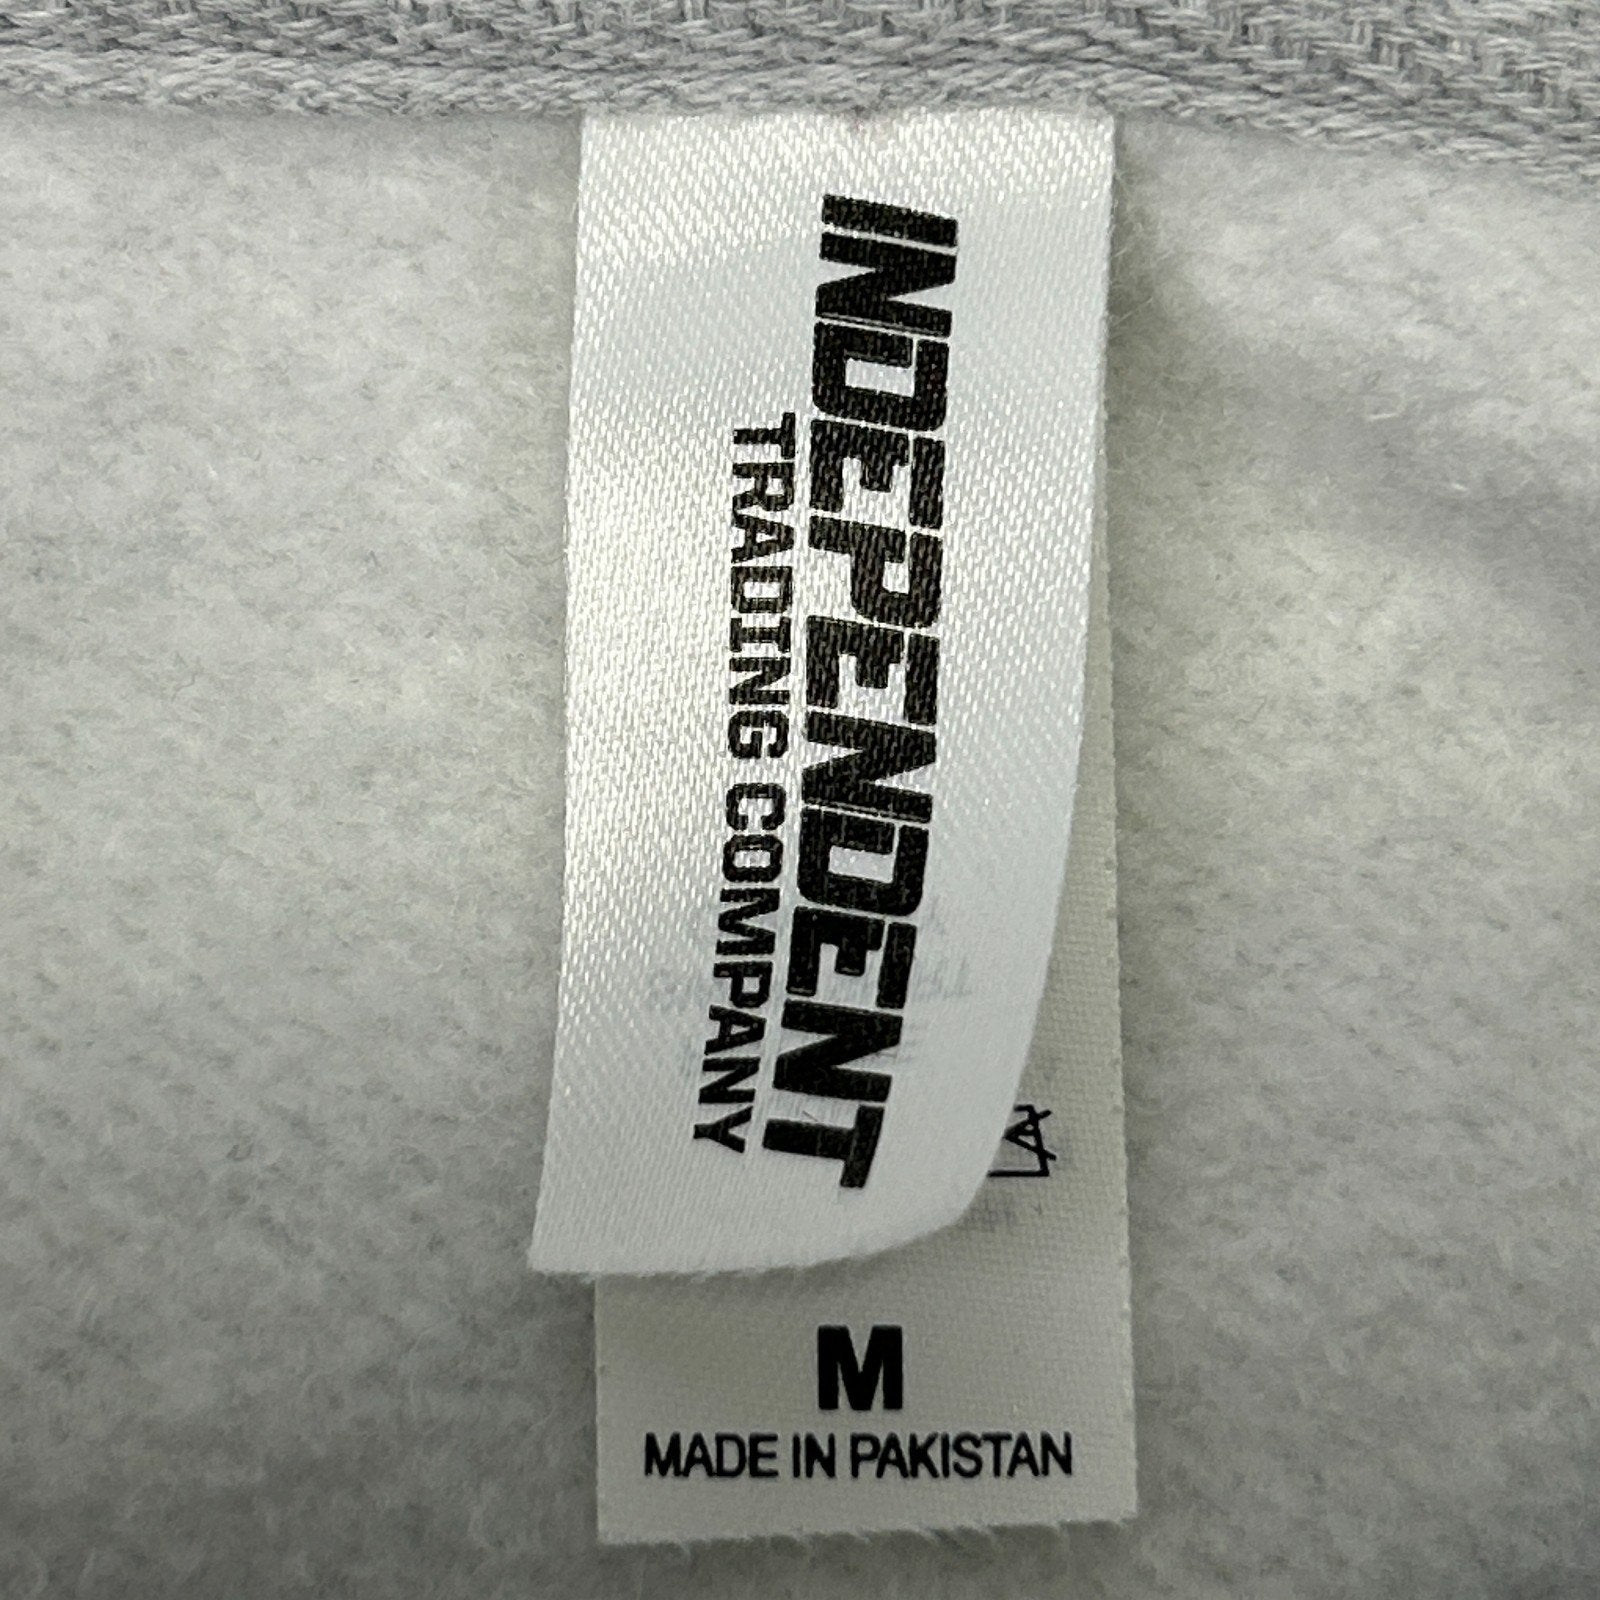 INDEPENDENT
TRADING COMPANY
M
MADE IN PAKISTAN